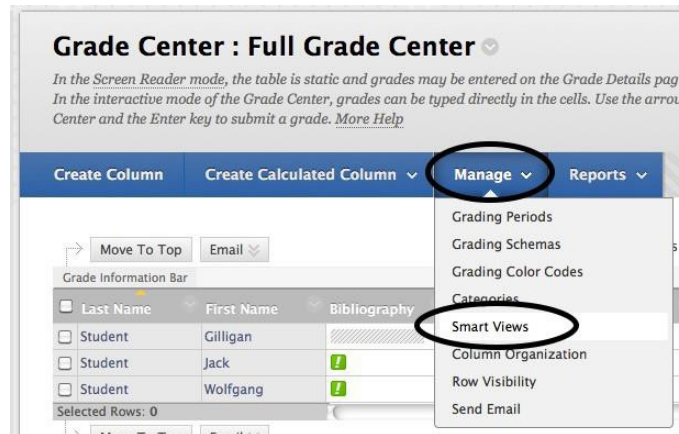 Grade Center : Full Grade Center
In the Screen Reader mode, the table is static and grades may be entered on the Grade Details pag
In the interactive mode of the Grade Center, grades can be typed directly in the cells. Use the arrou
Center and the Enter key to submit a grade. More Help
Create Column Create Calculated Column Manage Reports
Grading Periods
Move To Top Email Grading Schemas s
Grade Information Bar Grading Color Codes
Last Name First Name Bibliography Categories
Student Gilligan Smart Views
Student Jack ! Column Organization
Student Wolfgang ! Row Visibility
Selected Rows: 0 Send Email